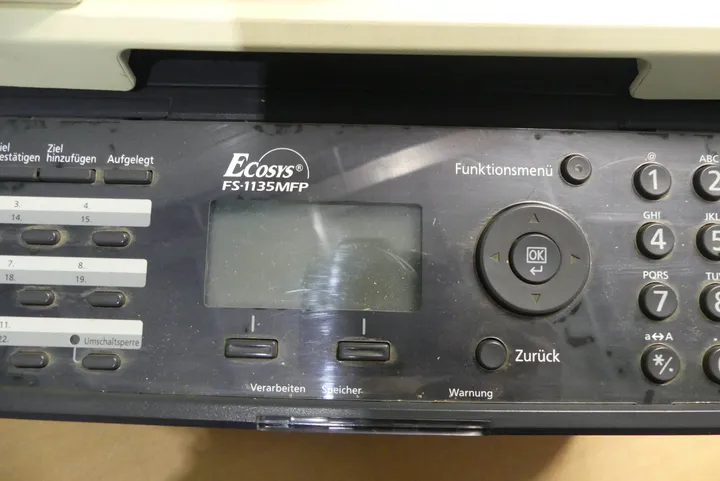 Ziel
bestätigen
Ziel
hinzufügen
Aufgelegt
ECOSYS®
FS-1135MFP
Funktionsmenü
@
1
ABC
2
3.
4.
14.
15.
OK
GHI
4
JKL
5
7.
8.
18.
19.
PQRS
7
TU
8
11.
22.
Umschaltsperre
Zurück
a↔A
*/.
Verarbeiten
Speicher
Warnung